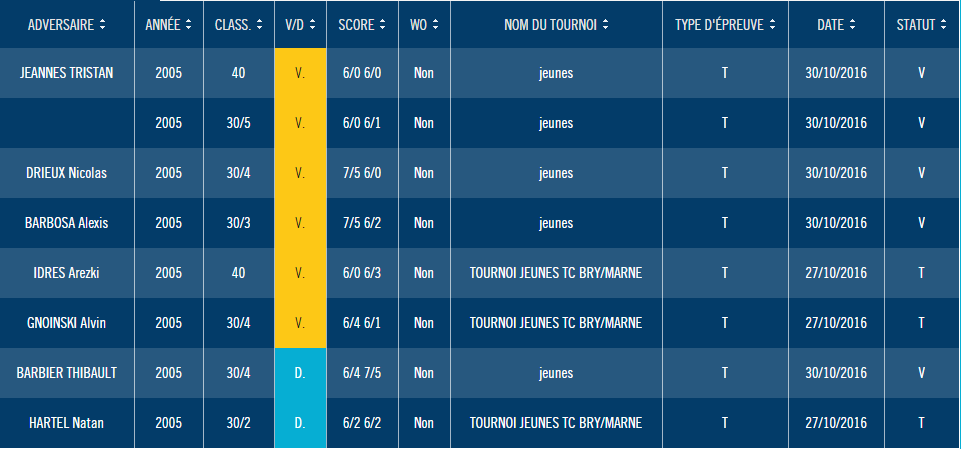 ADVERSAIRE ANNÉE CLASS. V/D SCORE WO NOM DU TOURNOI TYPE D'ÉPREUVE DATE STATUT
JEANNES TRISTAN 2005 40 V. 6/0 6/0 Non jeunes T 30/10/2016 V
2005 30/5 V. 6/0 6/1 Non jeunes T 30/10/2016 V
DRIEUX Nicolas 2005 30/4 V. 7/5 6/0 Non jeunes T 30/10/2016 V
BARBOSA Alexis 2005 30/3 V. 7/5 6/2 Non jeunes T 30/10/2016 V
IDRES Arezki 2005 40 V. 6/0 6/3 Non TOURNOI JEUNES TC BRY/MARNE T 27/10/2016 T
GNOINSKI Alvin 2005 30/4 V. 6/4 6/1 Non TOURNOI JEUNES TC BRY/MARNE T 27/10/2016 T
BARBIER THIBAULT 2005 30/4 D. 6/4 7/5 Non jeunes T 30/10/2016 V
HARTEL Natan 2005 30/2 D. 6/2 6/2 Non TOURNOI JEUNES TC BRY/MARNE T 27/10/2016 T